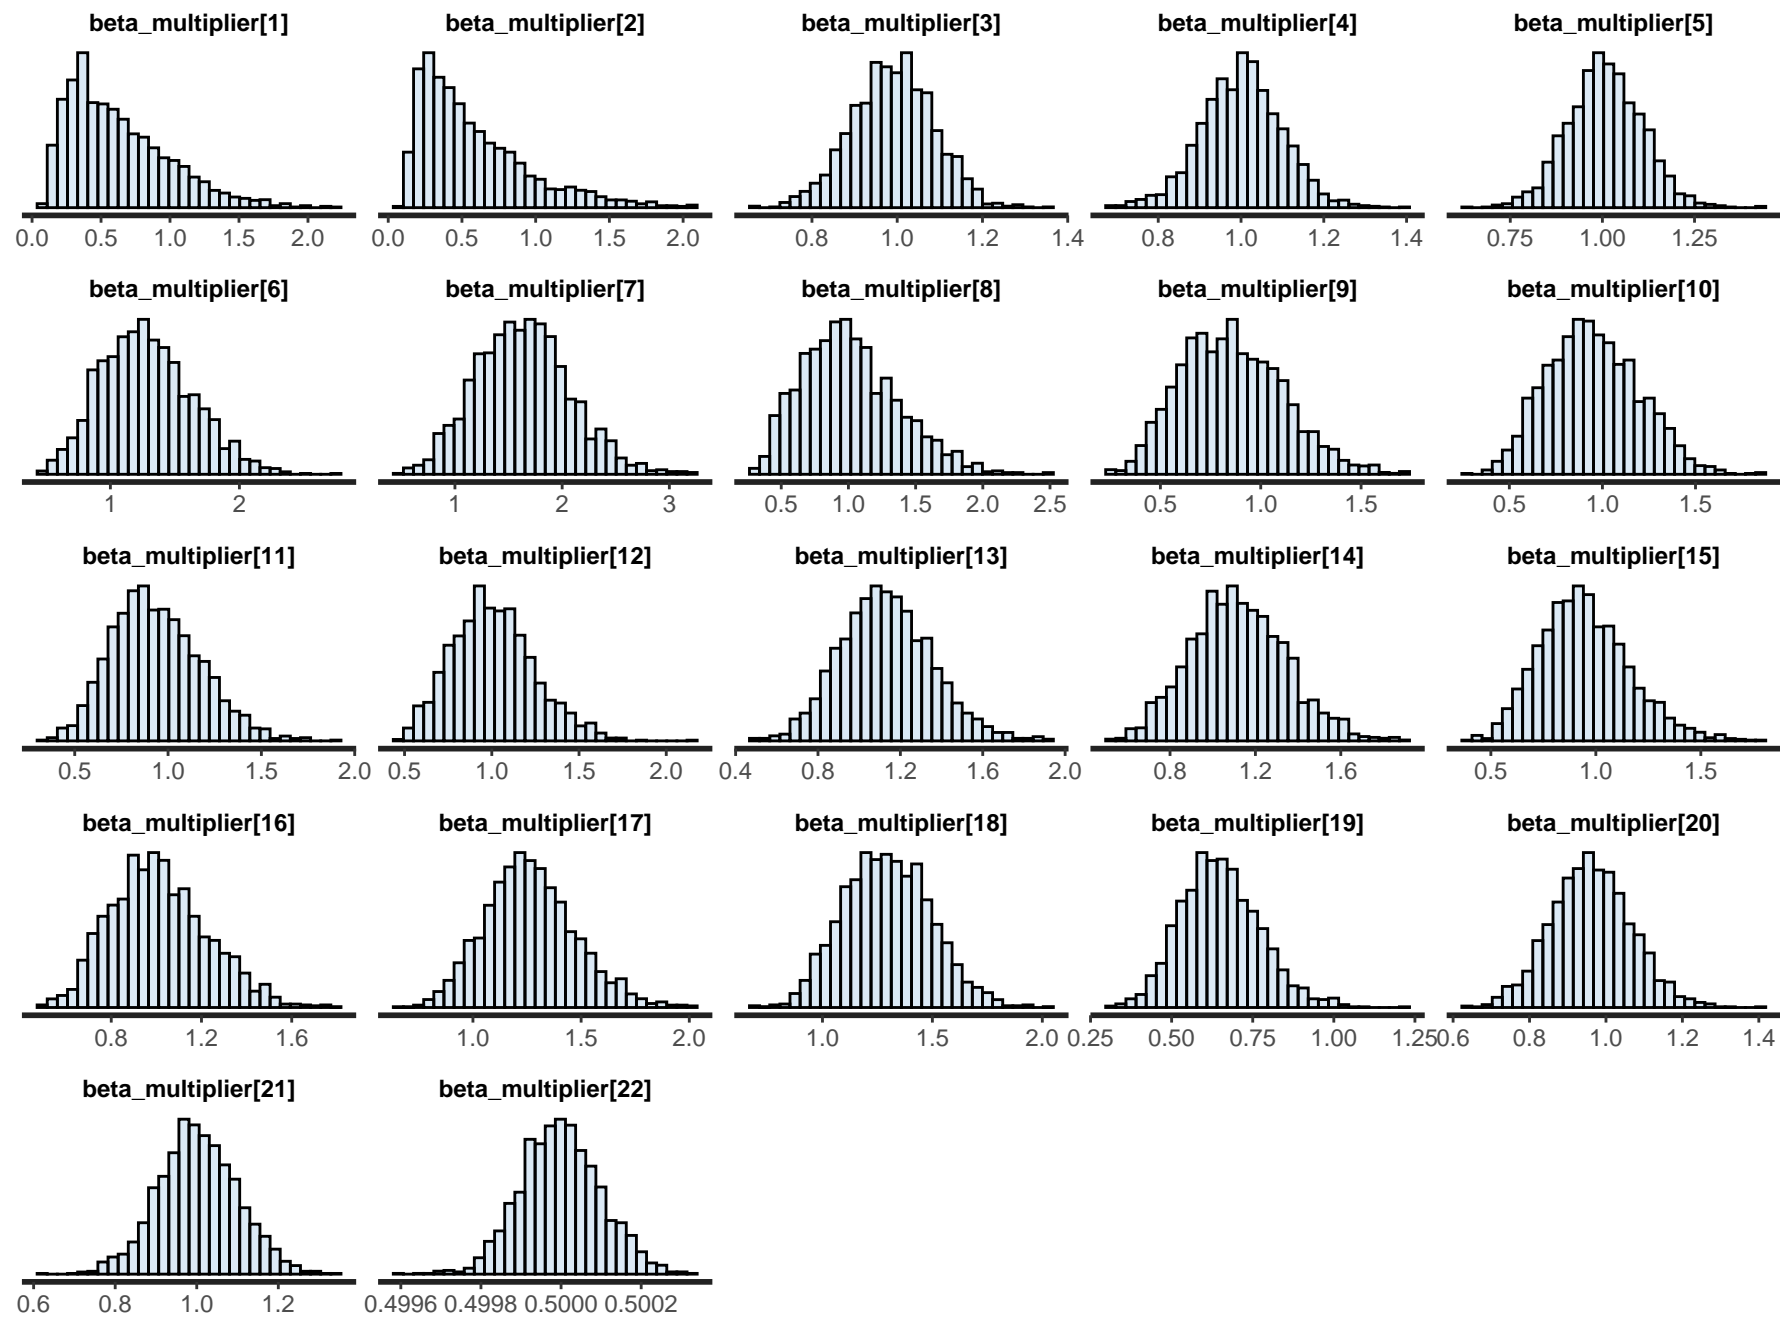 beta_multiplier[1] beta_multiplier[2] beta_multiplier[3] beta_multiplier[4] beta_multiplier[5]
0.0 0.5 1.0 1.5 2.0 0.0 0.5 1.0 1.5 2.0 0.8 1.0 1.2 1.4 0.8 1.0 1.2 1.4 0.75 1.00 1.25
beta_multiplier[6] beta_multiplier[7] beta_multiplier[8] beta_multiplier[9] beta_multiplier[10]
1 2 1 2 3 0.5 1.0 1.5 2.0 2.5 0.5 1.0 1.5 0.5 1.0 1.5
beta_multiplier[11] beta_multiplier[12] beta_multiplier[13] beta_multiplier[14] beta_multiplier[15]
0.5 1.0 1.5 2.0 0.5 1.0 1.5 2.0 0.4 0.8 1.2 1.6 2.0 0.8 1.2 1.6 0.5 1.0 1.5
beta_multiplier[16] beta_multiplier[17] beta_multiplier[18] beta_multiplier[19] beta_multiplier[20]
0.8 1.2 1.6 1.0 1.5 2.0 1.0 1.5 2.0 0.25 0.50 0.75 1.00 1.25 0.6 0.8 1.0 1.2 1.4
beta_multiplier[21] beta_multiplier[22]
0.6 0.8 1.0 1.2 0.4996 0.4998 0.5000 0.5002